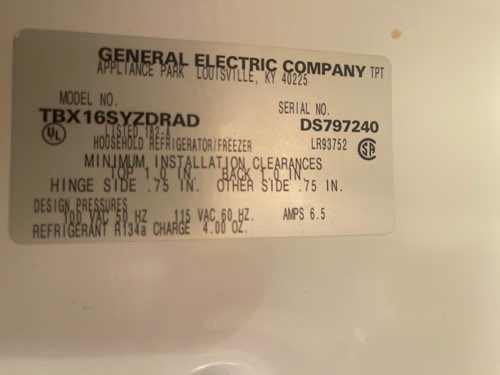 GENERAL ELECTRIC COMPANY TPT
APPLIANCE PARK LOUISVILLE, KY 40225
MODEL NO. SERIAL NO.
TBX16SYZDRAD DS797240
UL LISTED 182-A LR93752 SA
HOUSEHOLD REFRIGERATOR/FREEZER
MINIMUM INSTALLATION CLEARANCES
TOP 1.0 IN. BACK 1.0 IN.
HINGE SIDE .75 IN. OTHER SIDE .75 IN.
DESIGN PRESSURES
100 VAC 50 HZ 115 VAC 60 HZ. AMPS 6.5
REFRIGERANT R134a CHARGE 4.00 OZ.